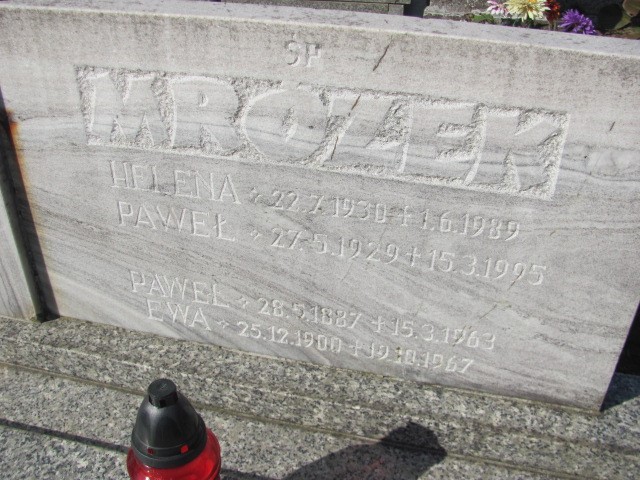 SP
MROZEK
HELENA * 22.7.1930 + 1.6.1989
PAWEŁ * 27.5.1929 + 15.3.1995
PAWEŁ * 28.5.1887 + 15.3.1963
EWA * 25.12.1900 + 19.10.1967